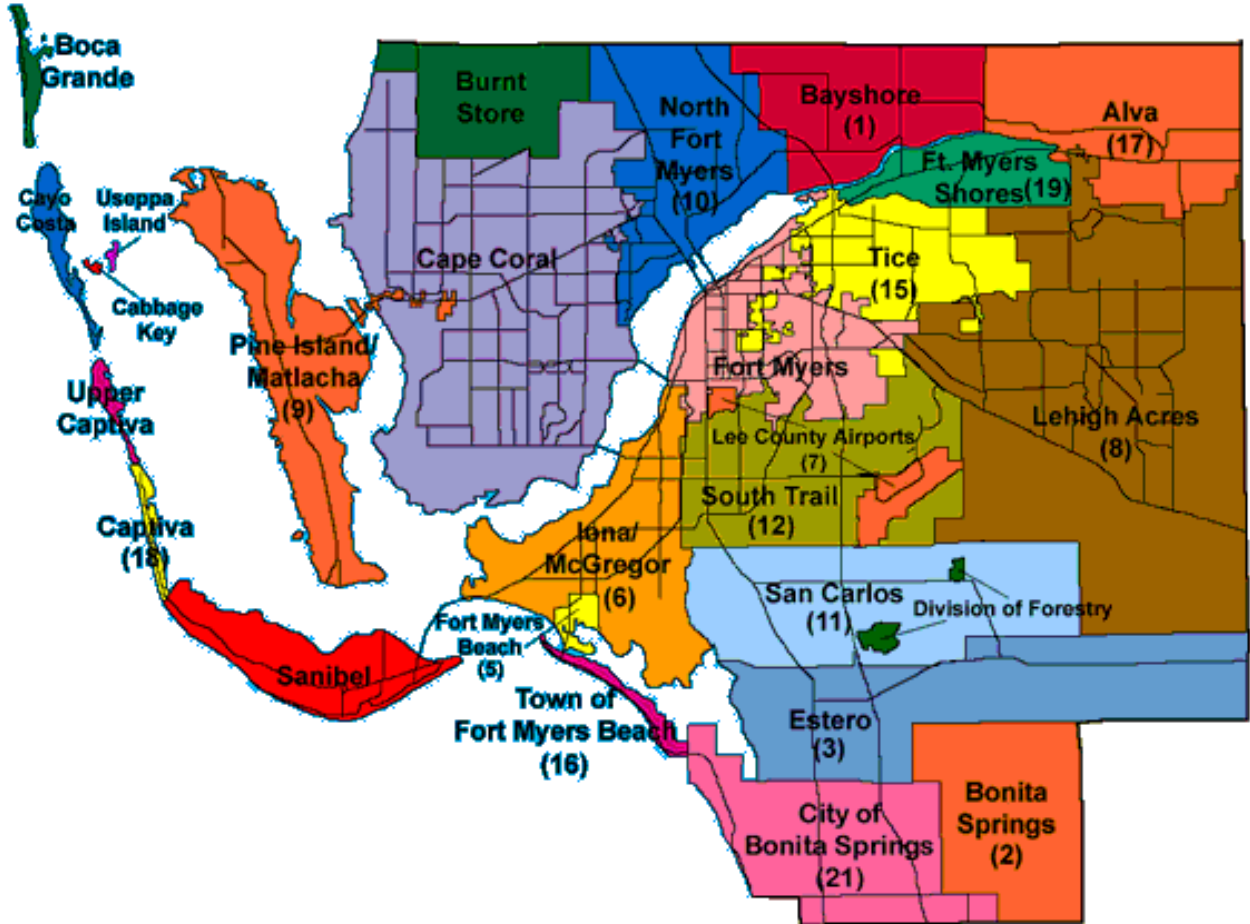 Boca
Grande
Burnt
Store
North
Fort
Myers
(10)
Bayshore
(1)
Alva
(17)
Ft. Myers
Shores(19)
Cayo
Costa
Useppa
Island
Cabbage
Key
Cape Coral
Tice
(15)
Pine Island/
Matlacha
(9)
Fort Myers
Upper
Captiva
Lee County Airports
(7)
Lehigh Acres
(8)
South Trail
(12)
Captiva
(18)
Iona/
McGregor
(6)
San Carlos
(11)
Division of Forestry
Fort Myers
Beach
(5)
Sanibel
Town of
Fort Myers Beach
(16)
Estero
(3)
City of
Bonita Springs
(21)
Bonita
Springs
(2)